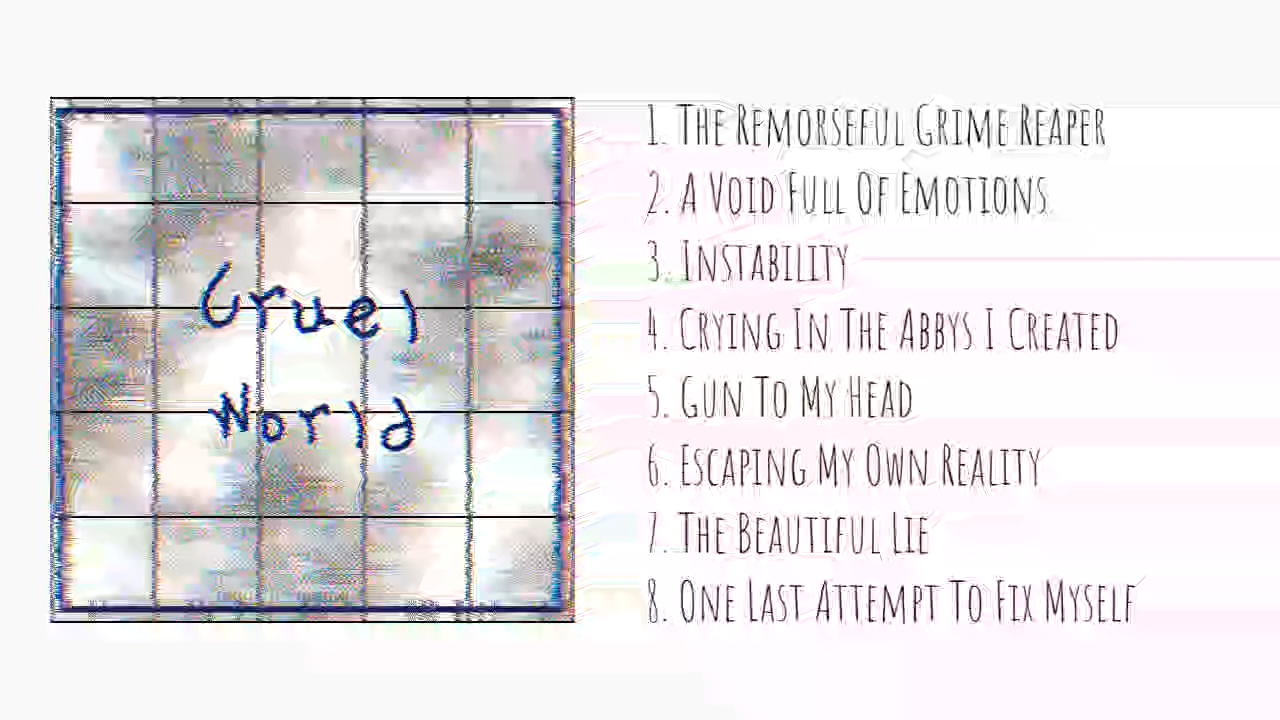 Cruel
World
1. The Remorseful Grime Reaper
2. A Void Full Of Emotions
3. Instability
4. Crying In The Abbys I Created
5. Gun To My Head
6. Escaping My Own Reality
7. The Beautiful Lie
8. One Last Attempt To Fix Myself